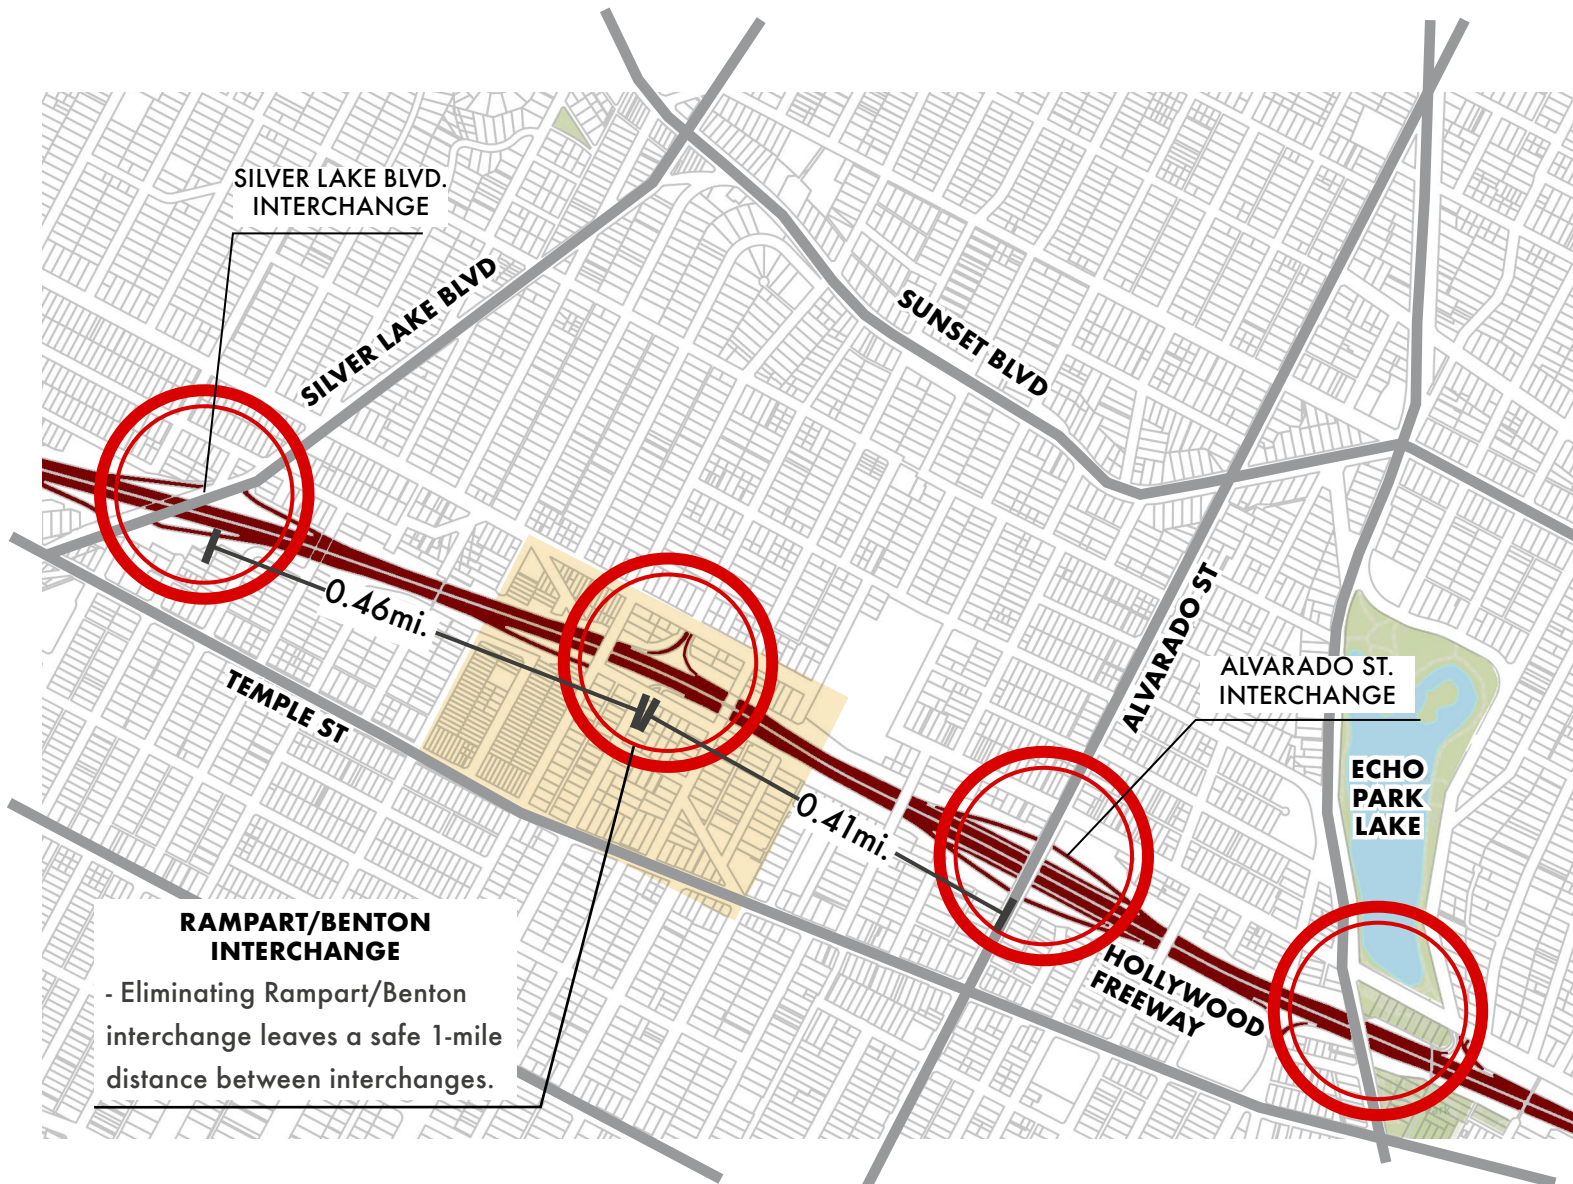 SILVER LAKE BLVD.
INTERCHANGE
SILVER LAKE BLVD
SUNSET BLVD
0.46mi.
TEMPLE ST
ALVARADO ST
ALVARADO ST.
INTERCHANGE
ECHO
PARK
LAKE
0.41mi.
RAMPART/BENTON
INTERCHANGE
- Eliminating Rampart/Benton
interchange leaves a safe 1-mile
distance between interchanges.
HOLLYWOOD
FREEWAY